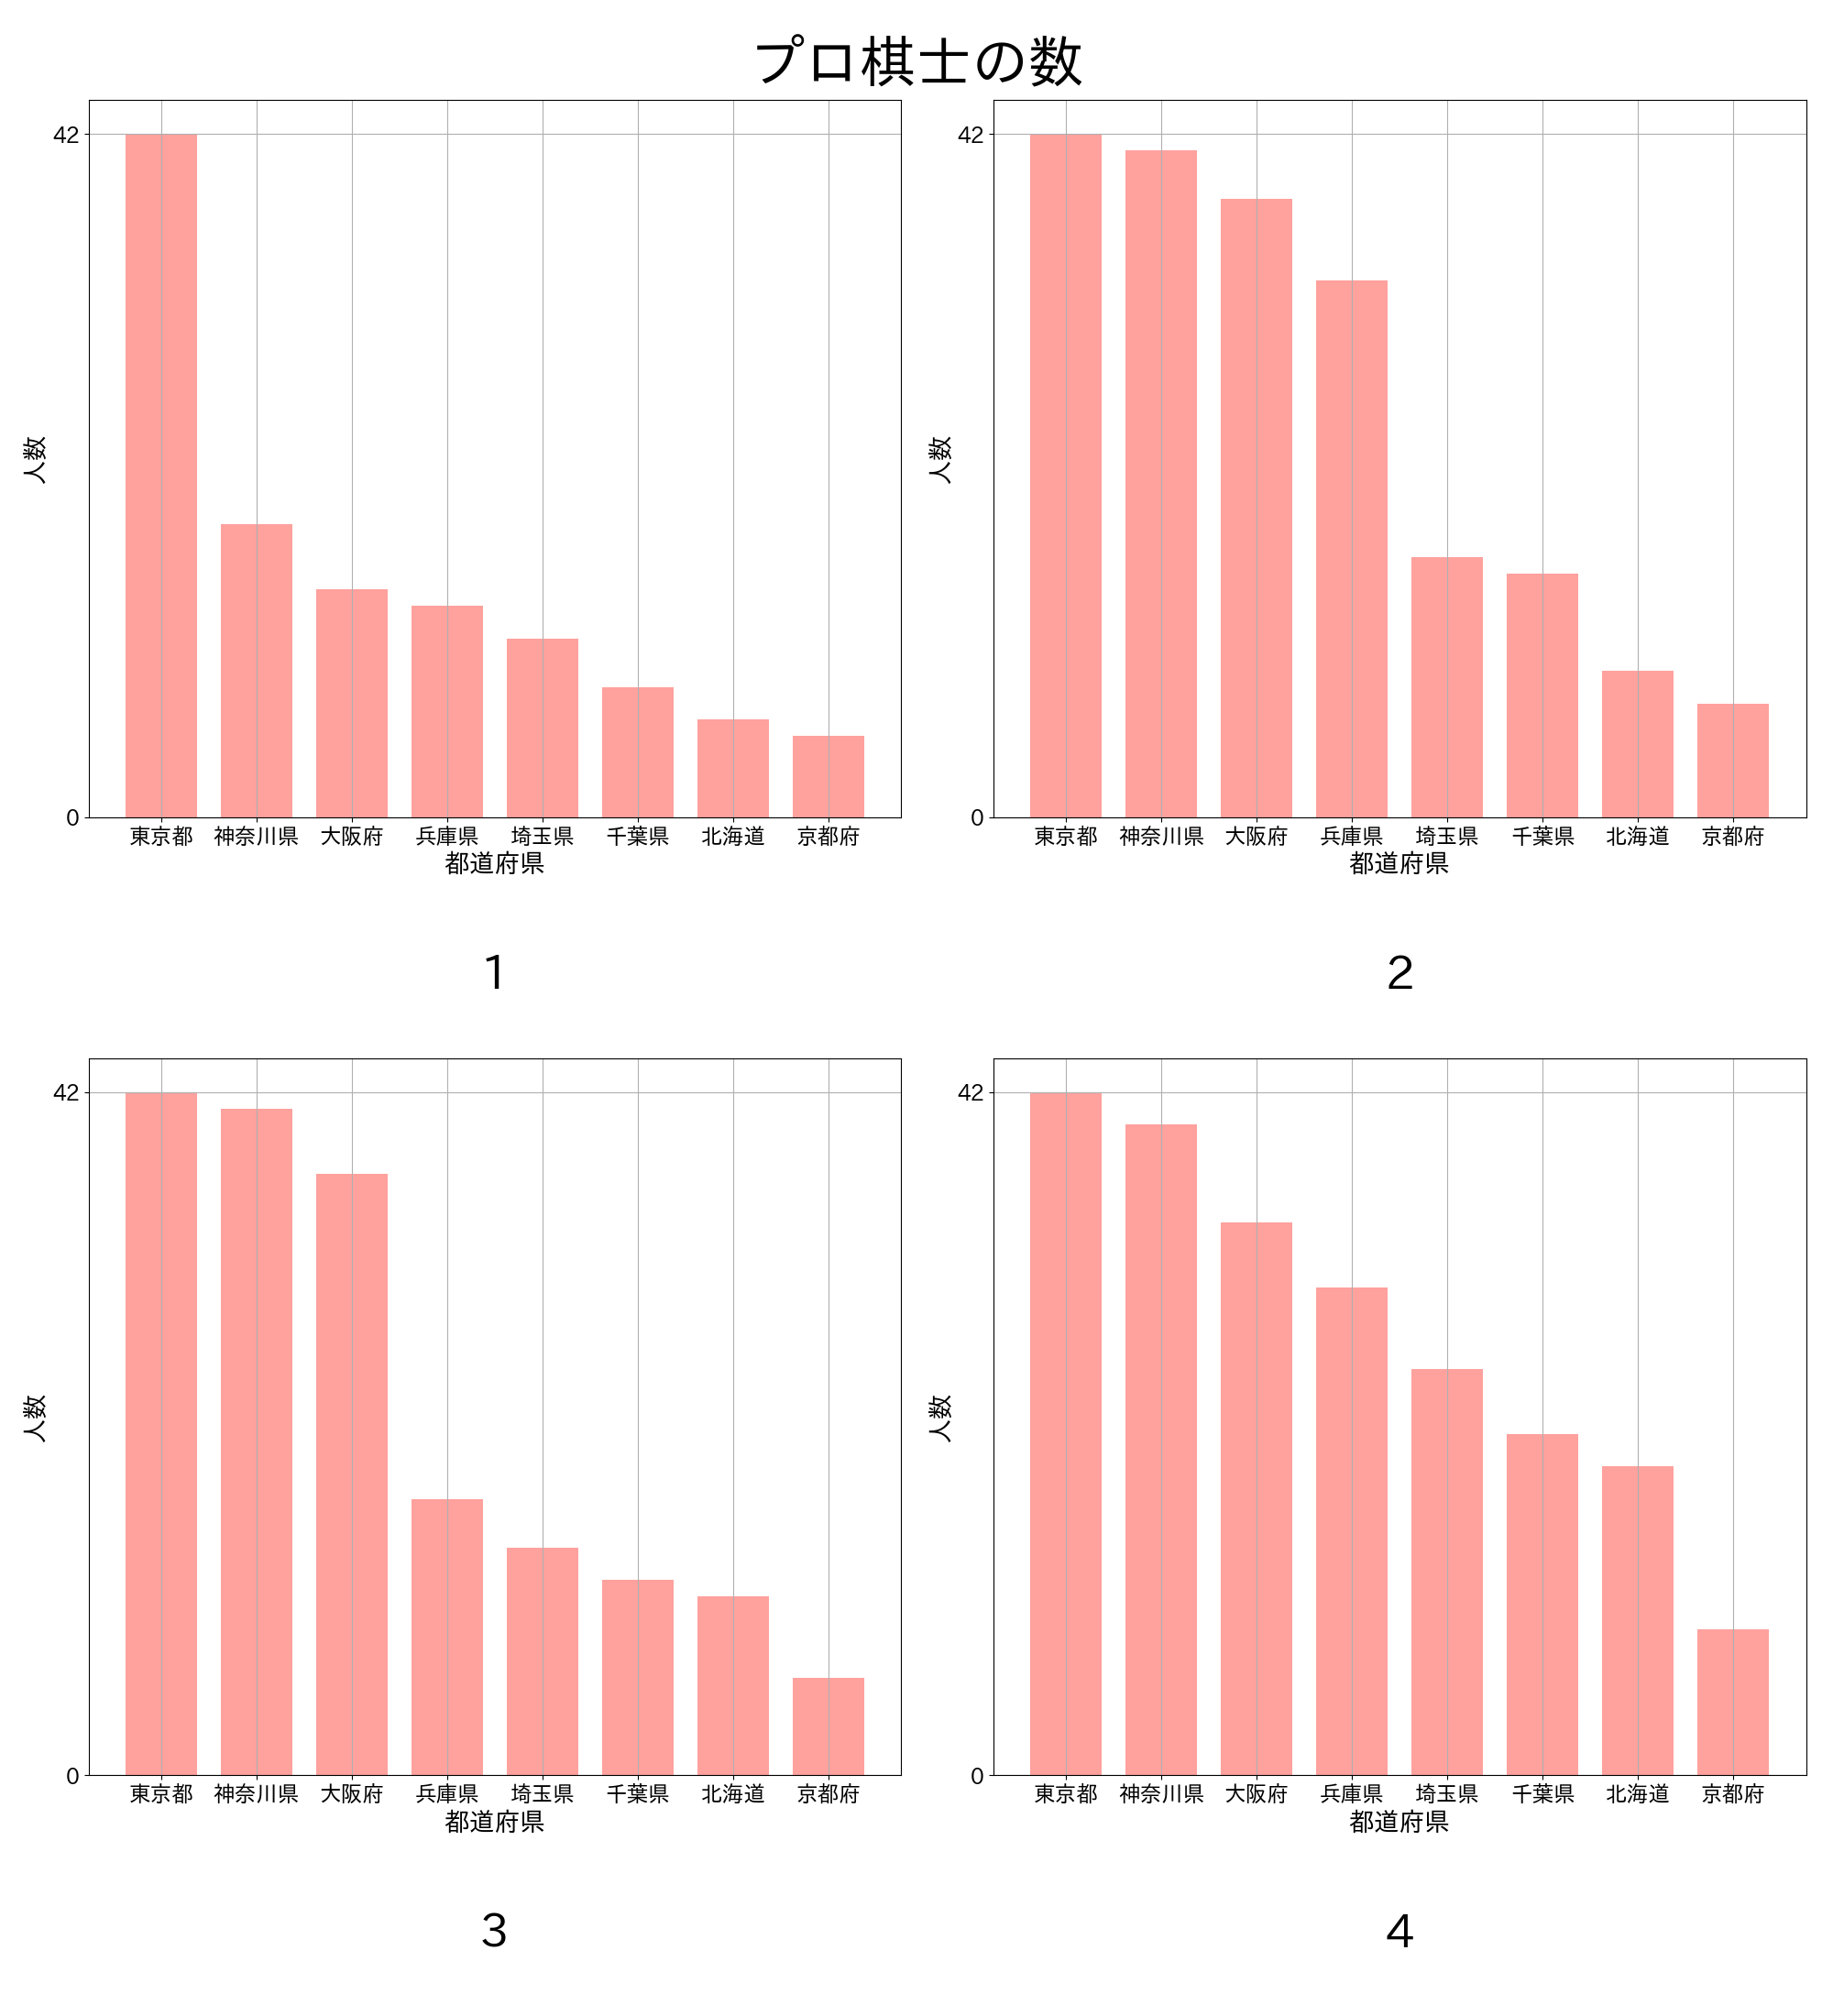 プロ棋士の数
42
0
人数
東京都 神奈川県 大阪府 兵庫県 埼玉県 千葉県 北海道 京都府
都道府県
1
42
0
人数
東京都 神奈川県 大阪府 兵庫県 埼玉県 千葉県 北海道 京都府
都道府県
2
42
0
人数
東京都 神奈川県 大阪府 兵庫県 埼玉県 千葉県 北海道 京都府
都道府県
3
42
0
人数
東京都 神奈川県 大阪府 兵庫県 埼玉県 千葉県 北海道 京都府
都道府県
4